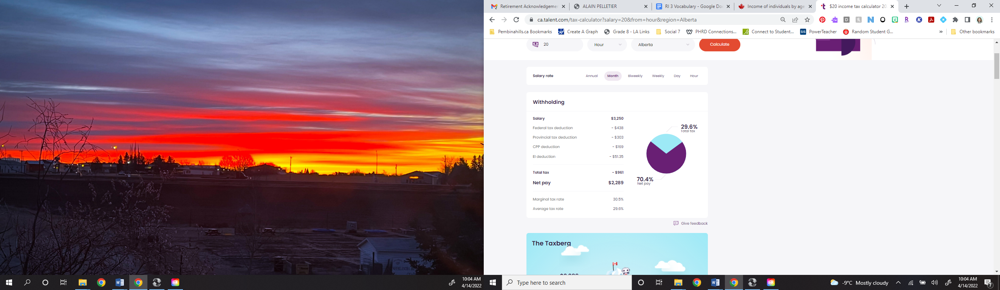 Retirement Acknowledgemen
ALAIN PELLETIER
RI 3 Vocabulary - Google Do
Income of individuals by age
$20 income tax calculator 20
ca.talent.com/tax-calculator?salary=20&from=hour&region=Alberta
Pembinahills.ca Bookmarks
Create A Graph
Grade 8 - LA Links
Social 7
PHRD Connections...
Connect to Student...
SIS PowerTeacher
Random Student G...
» Other bookmarks
20 Hour Alberta Calculate
Salary rate Annual Month Biweekly Weekly Day Hour
Withholding
Salary $3,250
Federal tax deduction - $438
Provincial tax deduction - $303
CPP deduction - $169
EI deduction - $51.35
Total tax - $961
Net pay $2,289
Marginal tax rate 30.5%
Average tax rate 29.6%
29.6%
Total tax
70.4%
Net pay
Give feedback
The Taxberg
10:04 AM
4/14/2022
Type here to search
-9°C Mostly cloudy
10:04 AM
4/14/2022
7